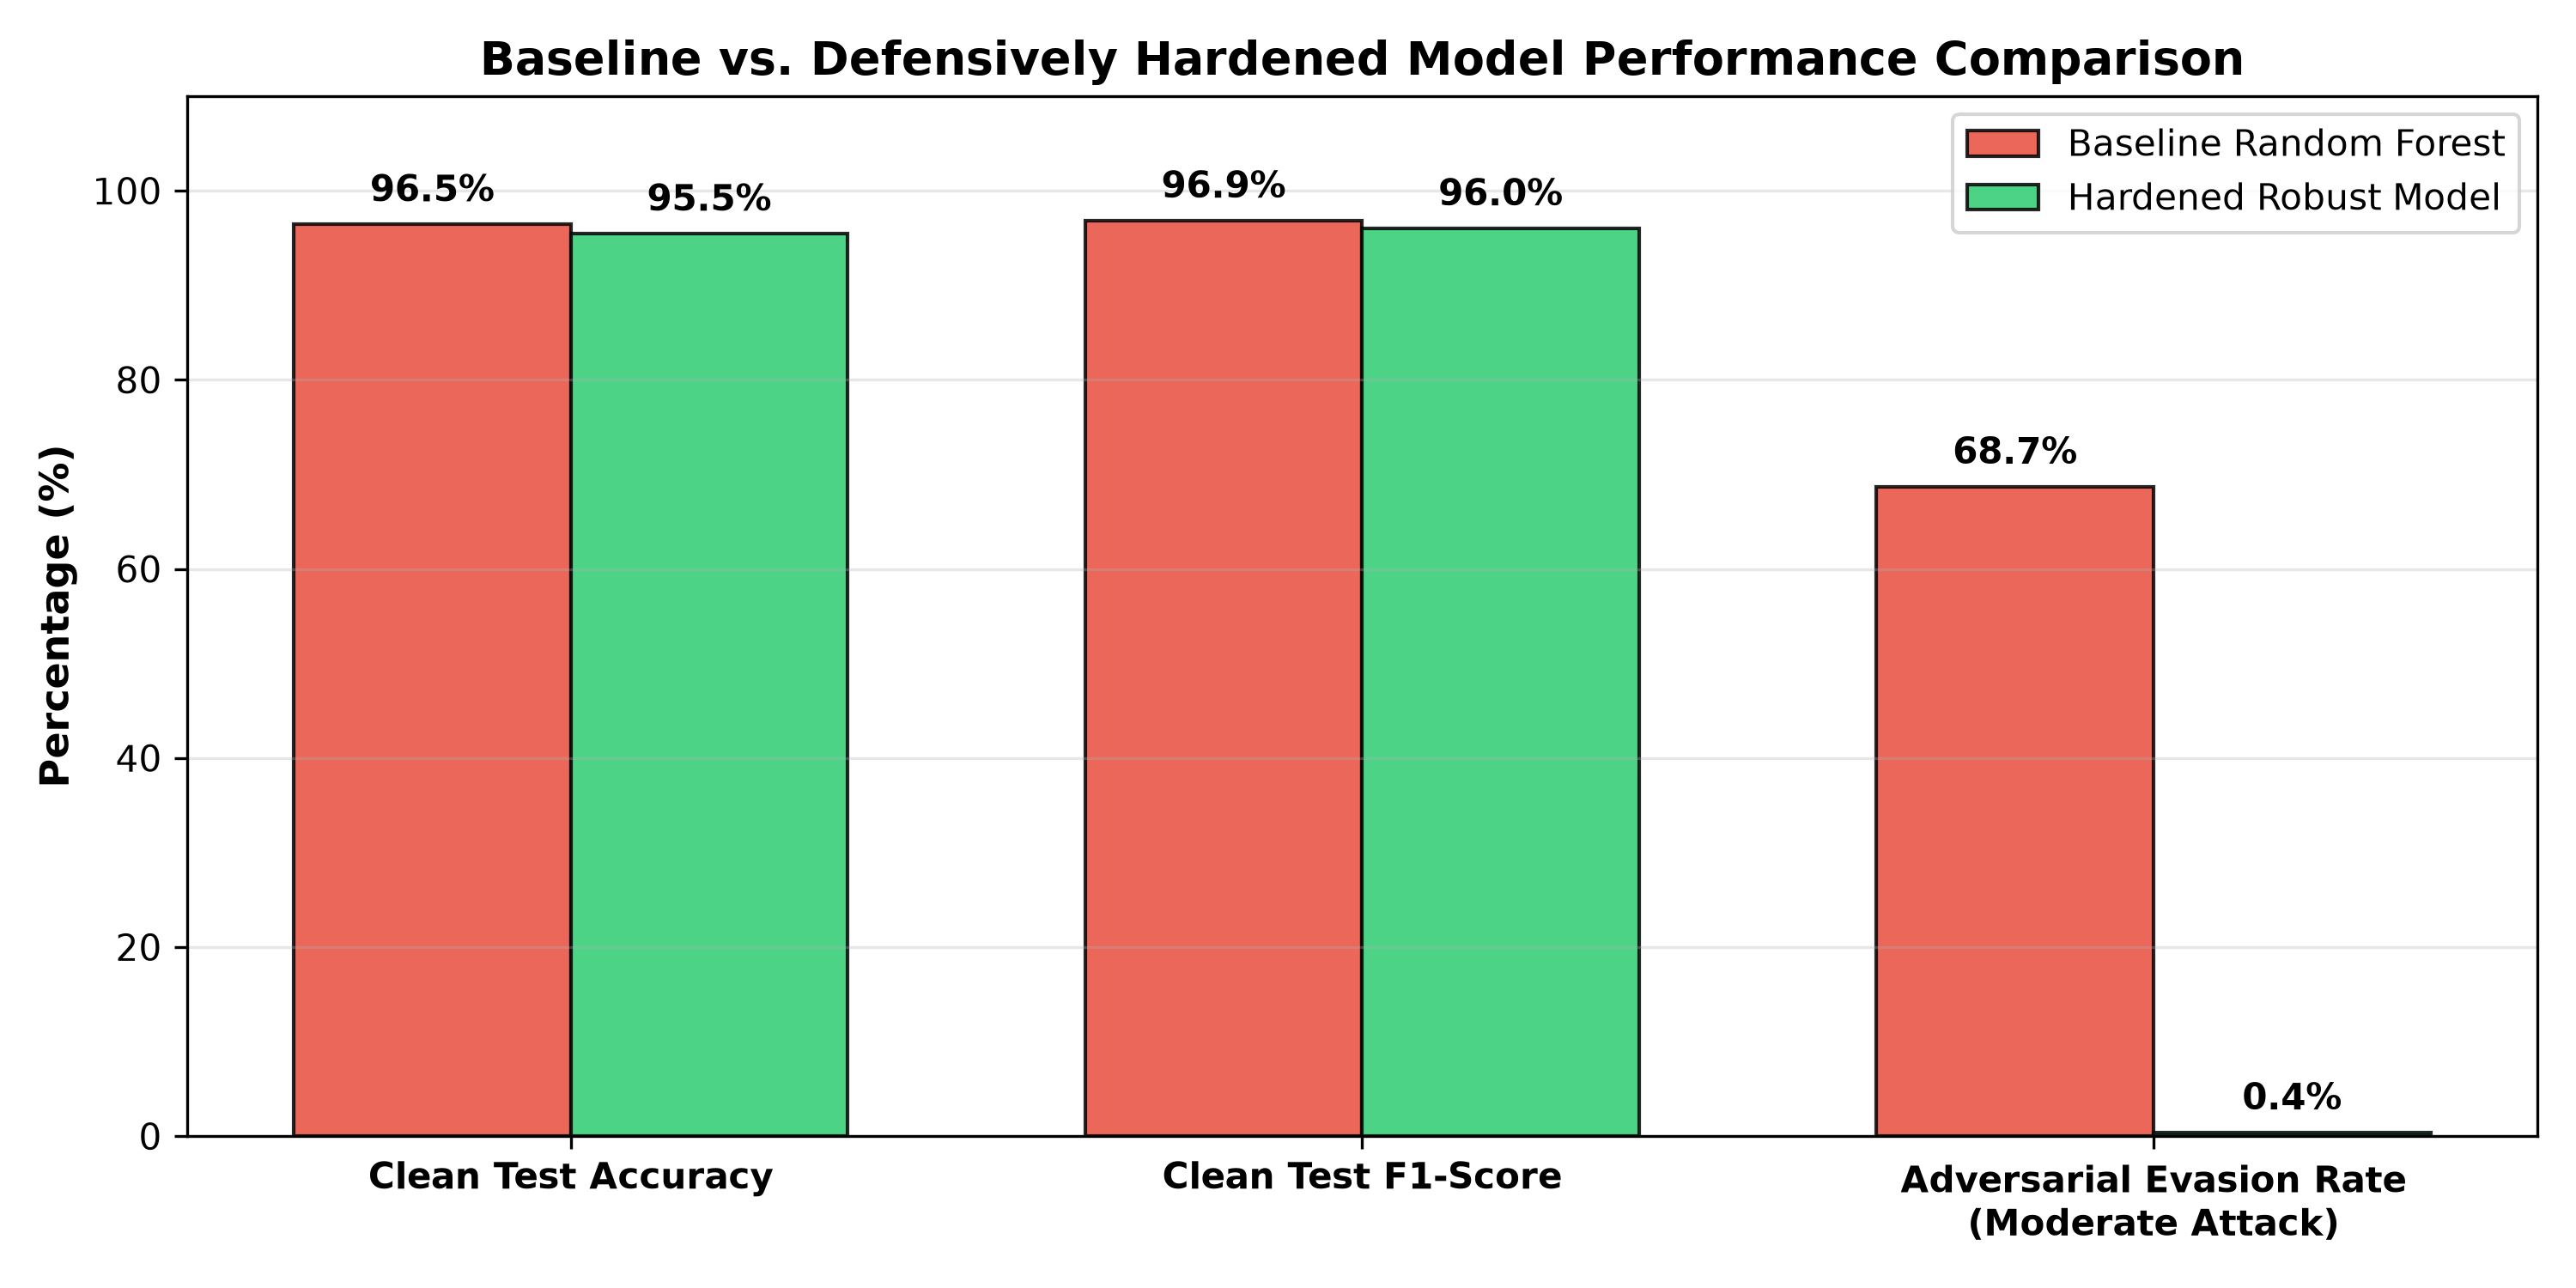 Baseline vs. Defensively Hardened Model Performance Comparison
Baseline Random Forest
Hardened Robust Model
Percentage (%)
100
80
60
40
20
0
96.5%
95.5%
96.9%
96.0%
68.7%
0.4%
Clean Test Accuracy
Clean Test F1-Score
Adversarial Evasion Rate
(Moderate Attack)